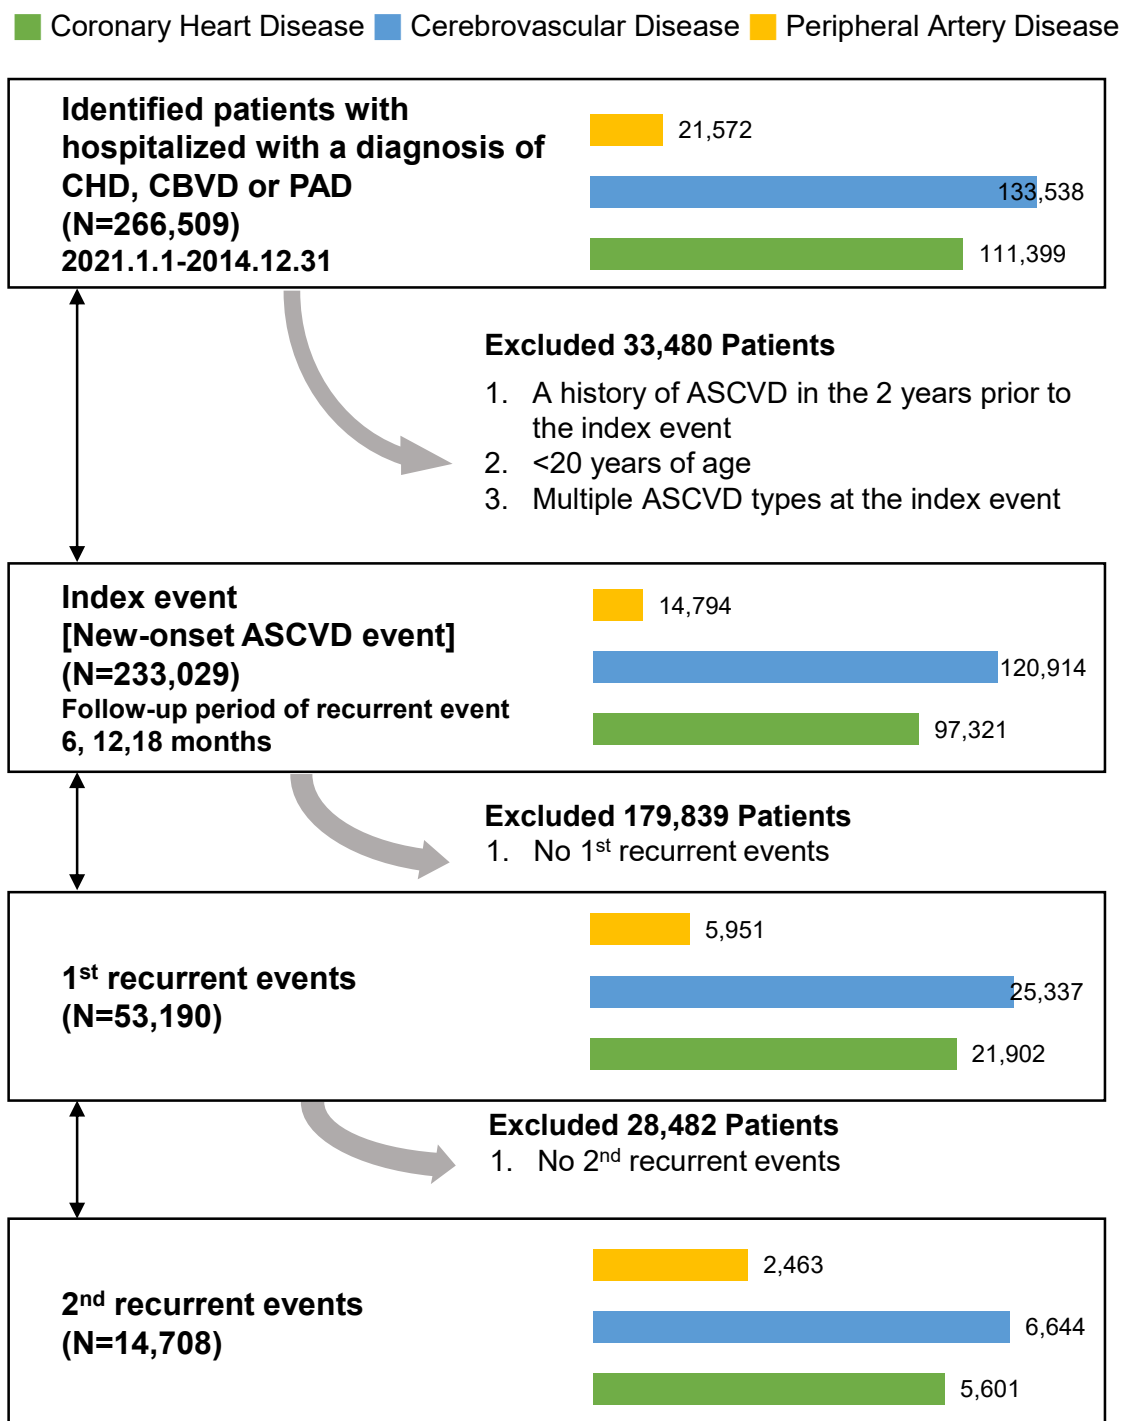 Coronary Heart Disease Cerebrovascular Disease Peripheral Artery Disease
Identified patients with
hospitalized with a diagnosis of
CHD, CBVD or PAD
(N=266,509)
2021.1.1-2014.12.31
21,572
133,538
111,399
Excluded 33,480 Patients
1. A history of ASCVD in the 2 years prior to
the index event
2. <20 years of age
3. Multiple ASCVD types at the index event
Index event
[New-onset ASCVD event]
(N=233,029)
Follow-up period of recurrent event
6, 12,18 months
14,794
120,914
97,321
Excluded 179,839 Patients
1. No 1st recurrent events
1st recurrent events
(N=53,190)
5,951
25,337
21,902
Excluded 28,482 Patients
1. No 2nd recurrent events
2nd recurrent events
(N=14,708)
2,463
6,644
5,601